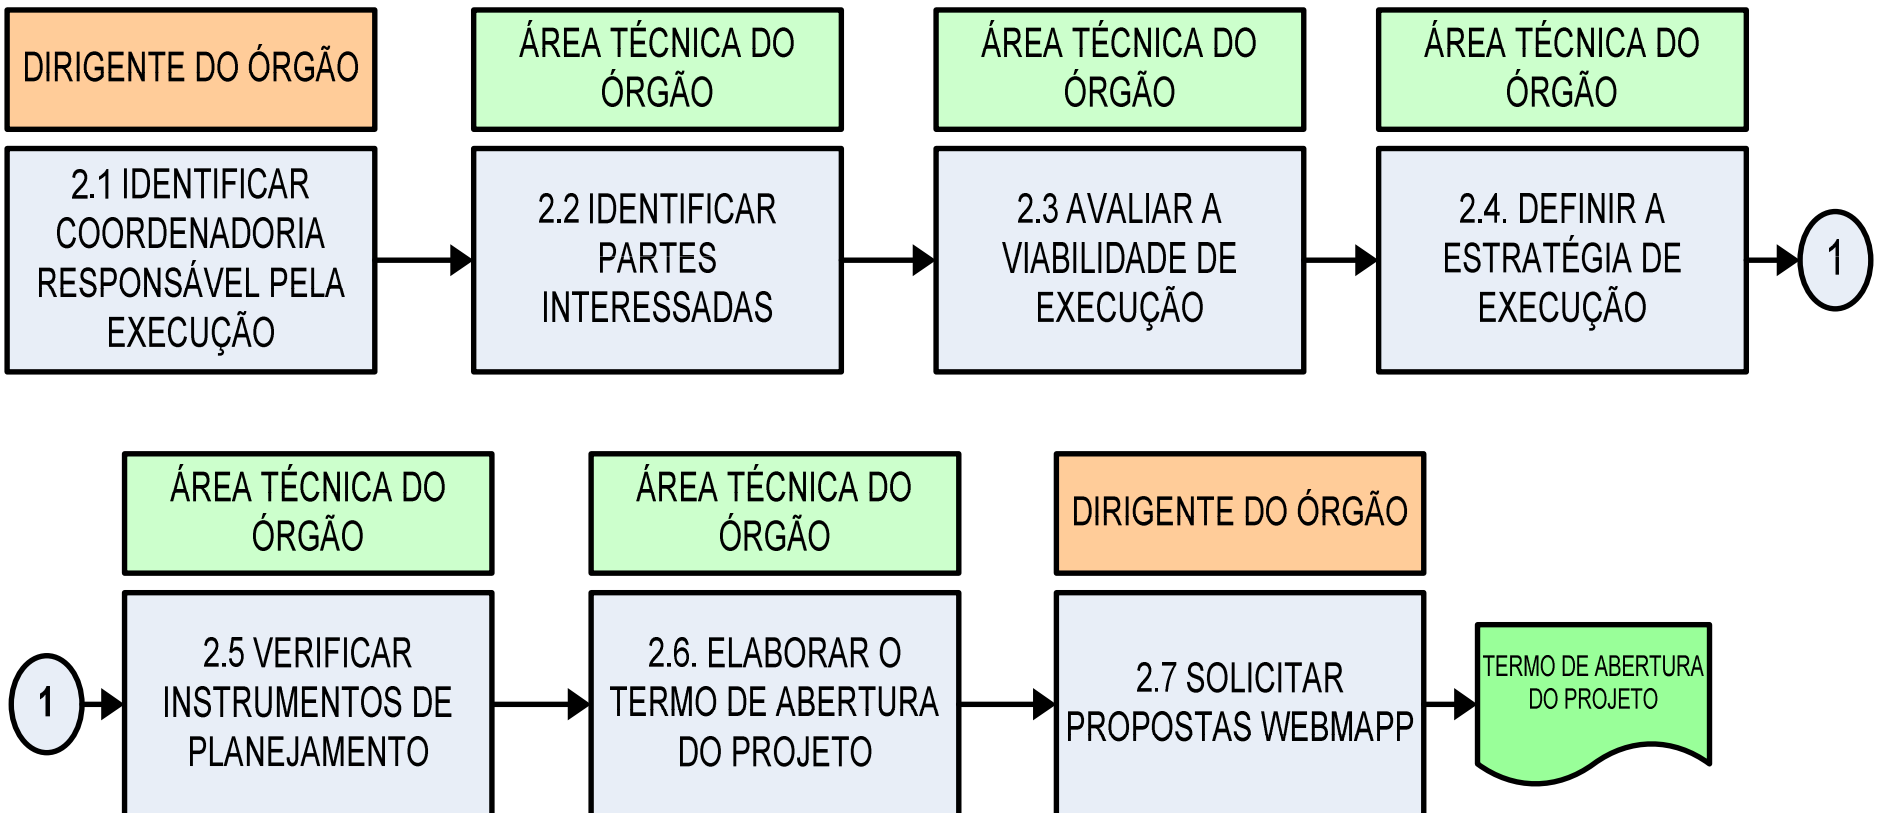 DIRIGENTE DO ÓRGÃO
ÁREA TÉCNICA DO
ÓRGÃO
ÁREA TÉCNICA DO
ÓRGÃO
ÁREA TÉCNICA DO
ÓRGÃO
2.1 IDENTIFICAR
COORDENADORIA
RESPONSÁVEL PELA
EXECUÇÃO
2.2 IDENTIFICAR
PARTES
INTERESSADAS
2.3 AVALIAR A
VIABILIDADE DE
EXECUÇÃO
2.4. DEFINIR A
ESTRATÉGIA DE
EXECUÇÃO
1
ÁREA TÉCNICA DO
ÓRGÃO
ÁREA TÉCNICA DO
ÓRGÃO
DIRIGENTE DO ÓRGÃO
1
2.5 VERIFICAR
INSTRUMENTOS DE
PLANEJAMENTO
2.6. ELABORAR O
TERMO DE ABERTURA
DO PROJETO
2.7 SOLICITAR
PROPOSTAS WEBMAPP
TERMO DE ABERTURA
DO PROJETO